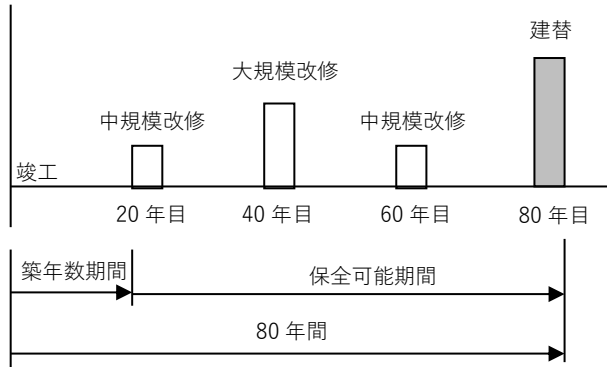 建替
大規模改修
中規模改修
中規模改修
竣工
20 年目
40 年目
60 年目
80 年目
築年数期間
保全可能期間
80 年間